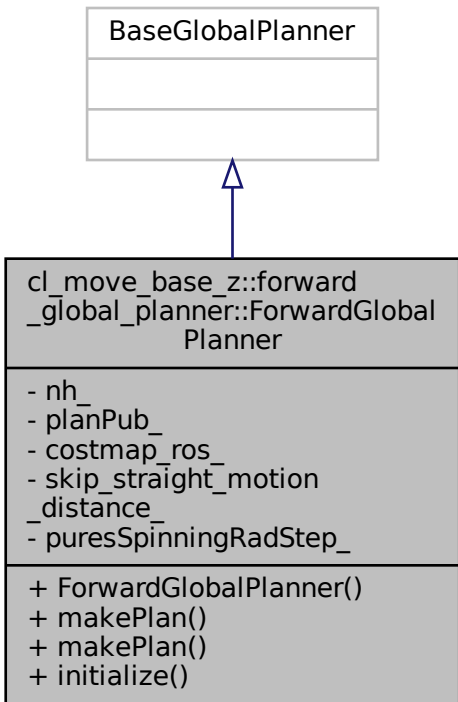 BaseGlobalPlanner
cl_move_base_z::forward
_global_planner::ForwardGlobal
Planner
- nh_
- planPub_
- costmap_ros_
- skip_straight_motion
_distance_
- puresSpinningRadStep_
+ ForwardGlobalPlanner()
+ makePlan()
+ makePlan()
+ initialize()